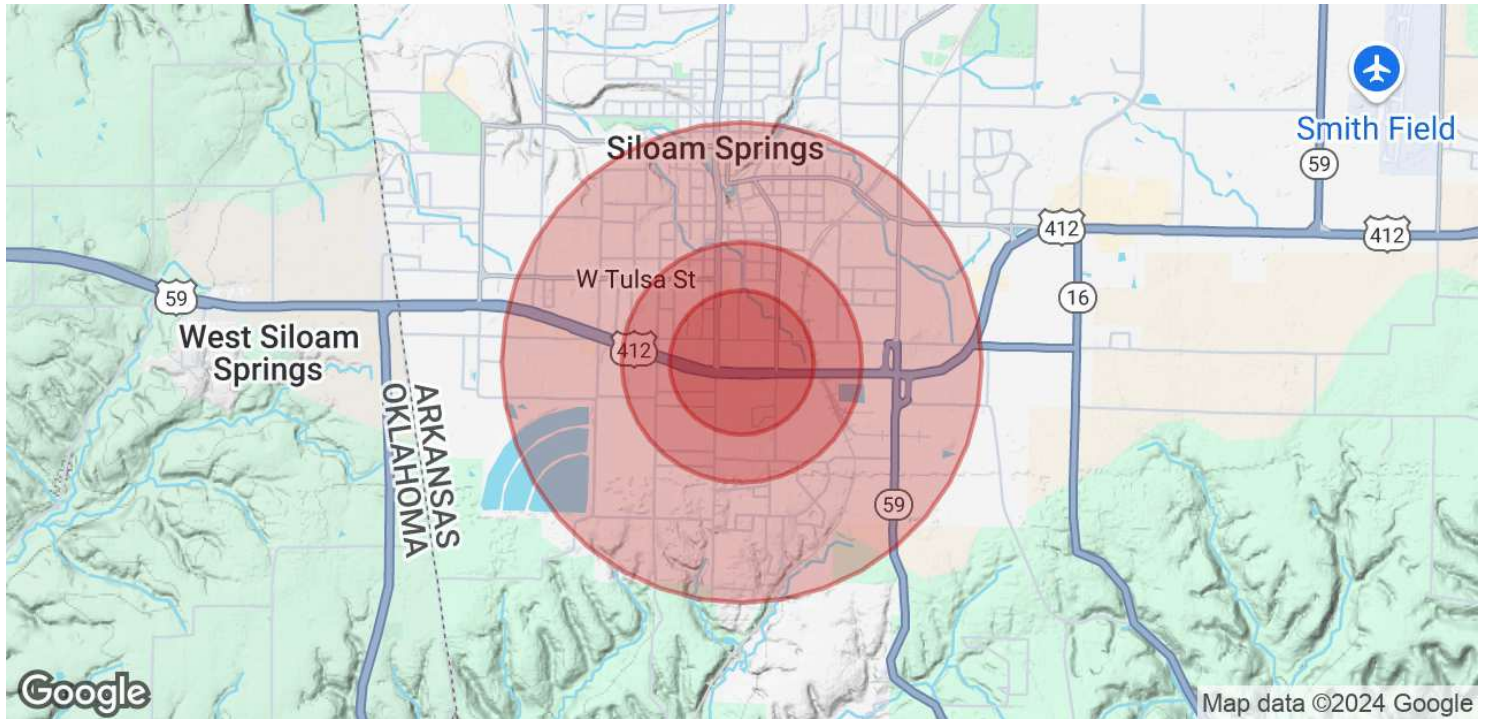 Smith Field
Siloam Springs
59
412
412
W Tulsa St
59
16
West Siloam
Springs
412
ARKANSAS
OKLAHOMA
59
Google
Map data ©2024 Google